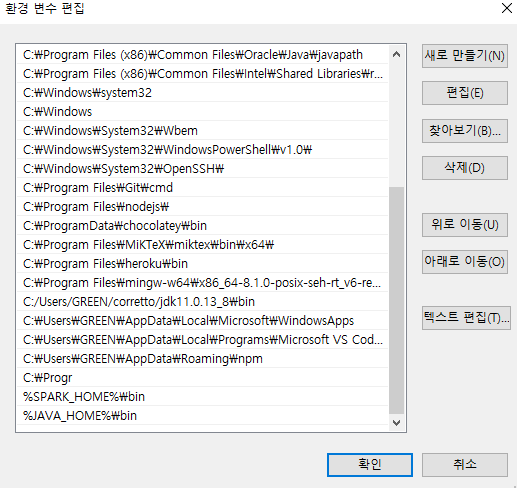 환경 변수 편집
C:₩Program Files (x86)₩Common Files₩Oracle₩Java₩javapath
C:₩Program Files (x86)₩Common Files₩Intel₩Shared Libraries₩r...
C:₩Windows₩system32
C:₩Windows
C:₩Windows₩System32₩Wbem
C:₩Windows₩System32₩WindowsPowerShell₩v1.0₩
C:₩Windows₩System32₩OpenSSH₩
C:₩Program Files₩Git₩cmd
C:₩Program Files₩nodejs₩
C:₩ProgramData₩chocolatey₩bin
C:₩Program Files₩MiKTeX₩miktex₩bin₩x64₩
C:₩Program Files₩heroku₩bin
C:₩Program Files₩mingw-w64₩x86_64-8.1.0-posix-seh-rt_v6-re...
C:/Users/GREEN/corretto/jdk11.0.13_8₩bin
C:₩Users₩GREEN₩AppData₩Local₩Microsoft₩WindowsApps
C:₩Users₩GREEN₩AppData₩Local₩Programs₩Microsoft VS Cod...
C:₩Users₩GREEN₩AppData₩Roaming₩npm
C:₩Progr
%SPARK_HOME%₩bin
%JAVA_HOME%₩bin
새로 만들기(N)
편집(E)
찾아보기(B)...
삭제(D)
위로 이동(U)
아래로 이동(O)
텍스트 편집(T)...
확인
취소